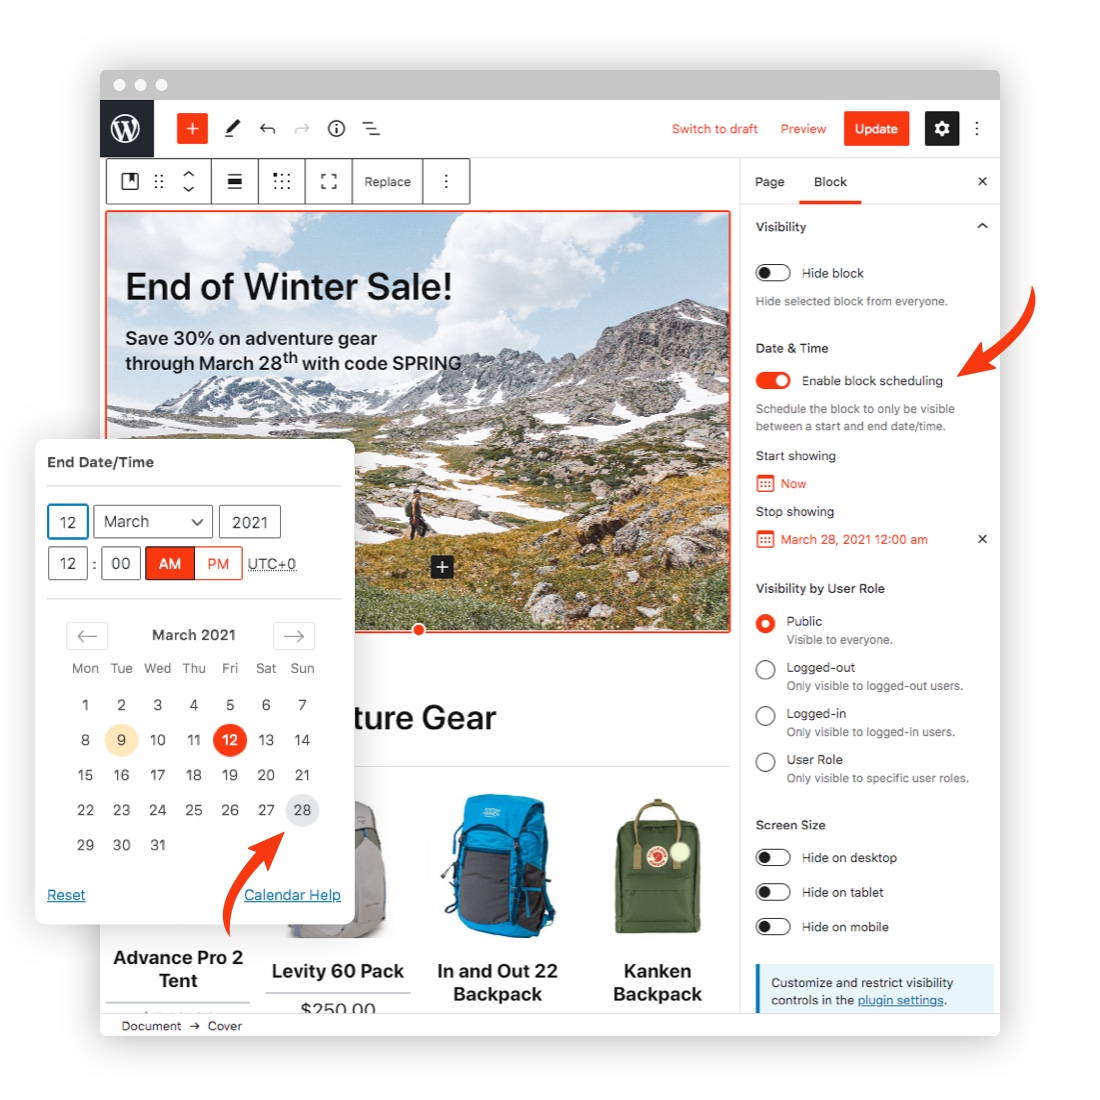 Switch to draft
Preview
Update
Replace
Page
Block
End of Winter Sale!
Save 30% on adventure gear
through March 28th with code SPRING
Visibility
Hide block
Hide selected block from everyone.
Date & Time
Enable block scheduling
Schedule the block to only be visible
between a start and end date/time.
Start showing
Now
Stop showing
March 28, 2021 12:00 am
Visibility by User Role
Public
Visible to everyone.
Logged-out
Only visible to logged-out users.
Logged-in
Only visible to logged-in users.
User Role
Only visible to specific user roles.
Screen Size
Hide on desktop
Hide on tablet
Hide on mobile
Customize and restrict visibility
controls in the plugin settings.
End Date/Time
12 March 2021
12 : 00 AM PM UTC+0
March 2021
Mon Tue Wed Thu Fri Sat Sun
1 2 3 4 5 6 7
8 9 10 11 12 13 14
15 16 17 18 19 20 21
22 23 24 25 26 27 28
29 30 31
Reset
Calendar Help
ture Gear
Advance Pro 2
Tent
Levity 60 Pack
$250.00
In and Out 22
Backpack
Kanken
Backpack
Document → Cover